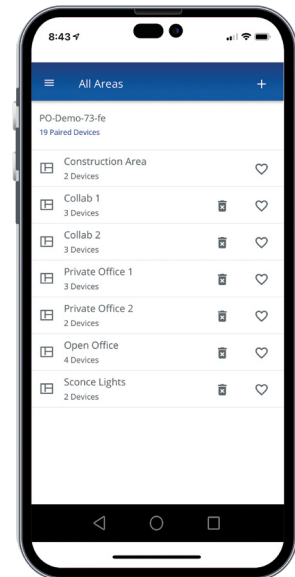 8:43
All Areas
PO-Demo-73-fe
19 Paired Devices
Construction Area
2 Devices
Collab 1
3 Devices
Collab 2
3 Devices
Private Office 1
3 Devices
Private Office 2
2 Devices
Open Office
4 Devices
Sconce Lights
2 Devices